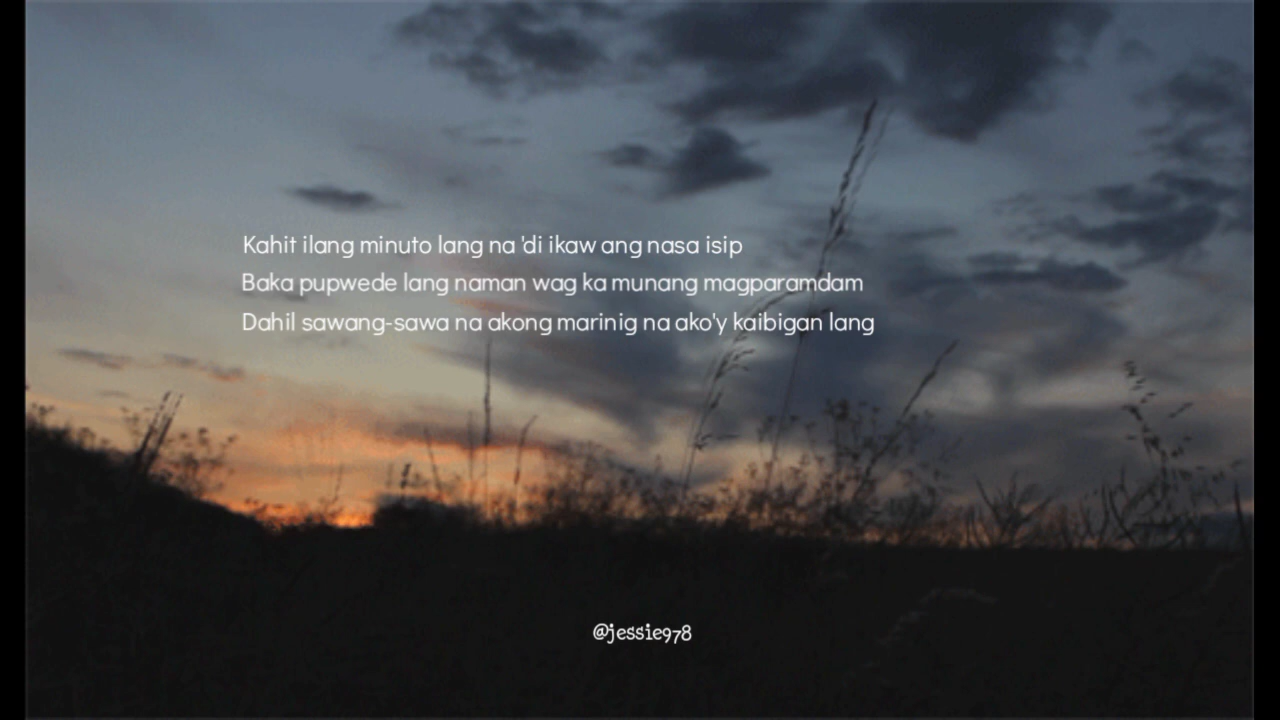 Kahit ilang minuto lang na 'di ikaw ang nasa isip
Baka pupwede lang naman wag ka munang magparamdam
Dahil sawang-sawa na akong marinig na ako'y kaibigan lang
@jessie978